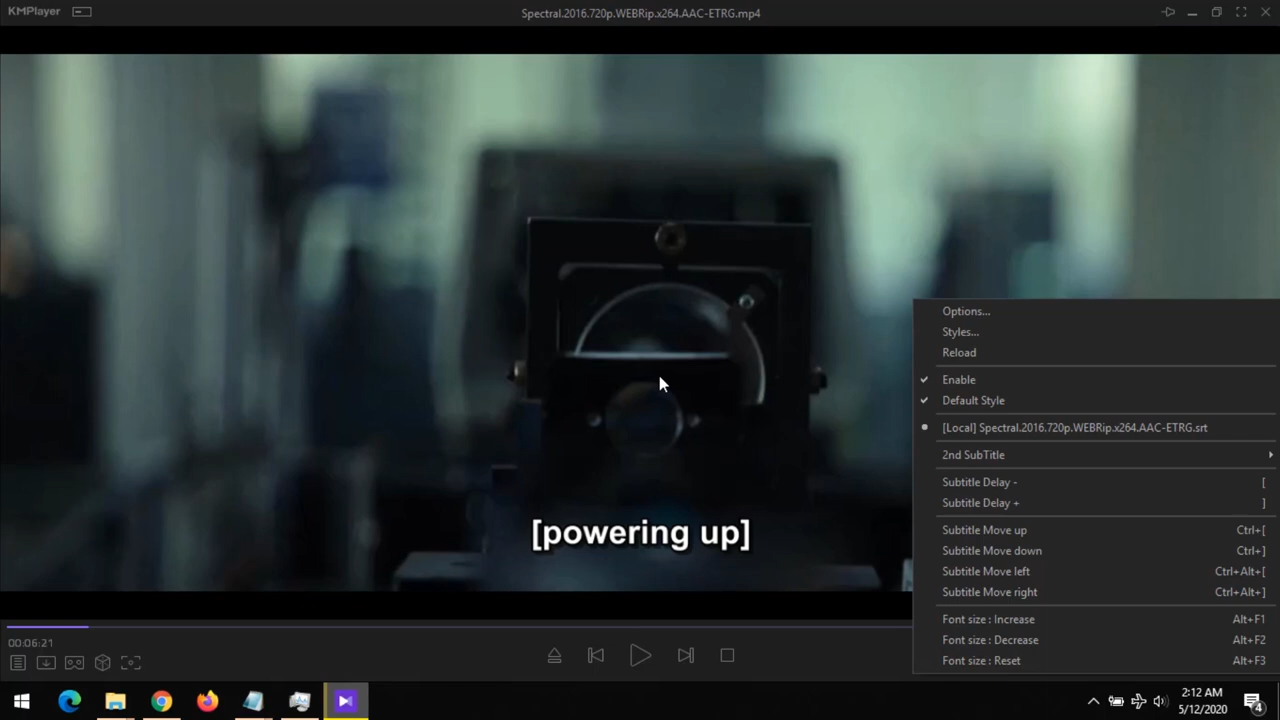 KMPlayer
Spectral.2016.720p.WEBRip.x264.AAC-ETRG.mp4
[powering up]
Options...
Styles...
Reload
Enable
Default Style
[Local] Spectral.2016.720p.WEBRip.x264.AAC-ETRG.srt
2nd SubTitle
Subtitle Delay - [
Subtitle Delay + ]
Subtitle Move up Ctrl+[
Subtitle Move down Ctrl+]
Subtitle Move left Ctrl+Alt+[
Subtitle Move right Ctrl+Alt+]
Font size : Increase Alt+F1
Font size : Decrease Alt+F2
Font size : Reset Alt+F3
00:06:21
2:12 AM
5/12/2020
4